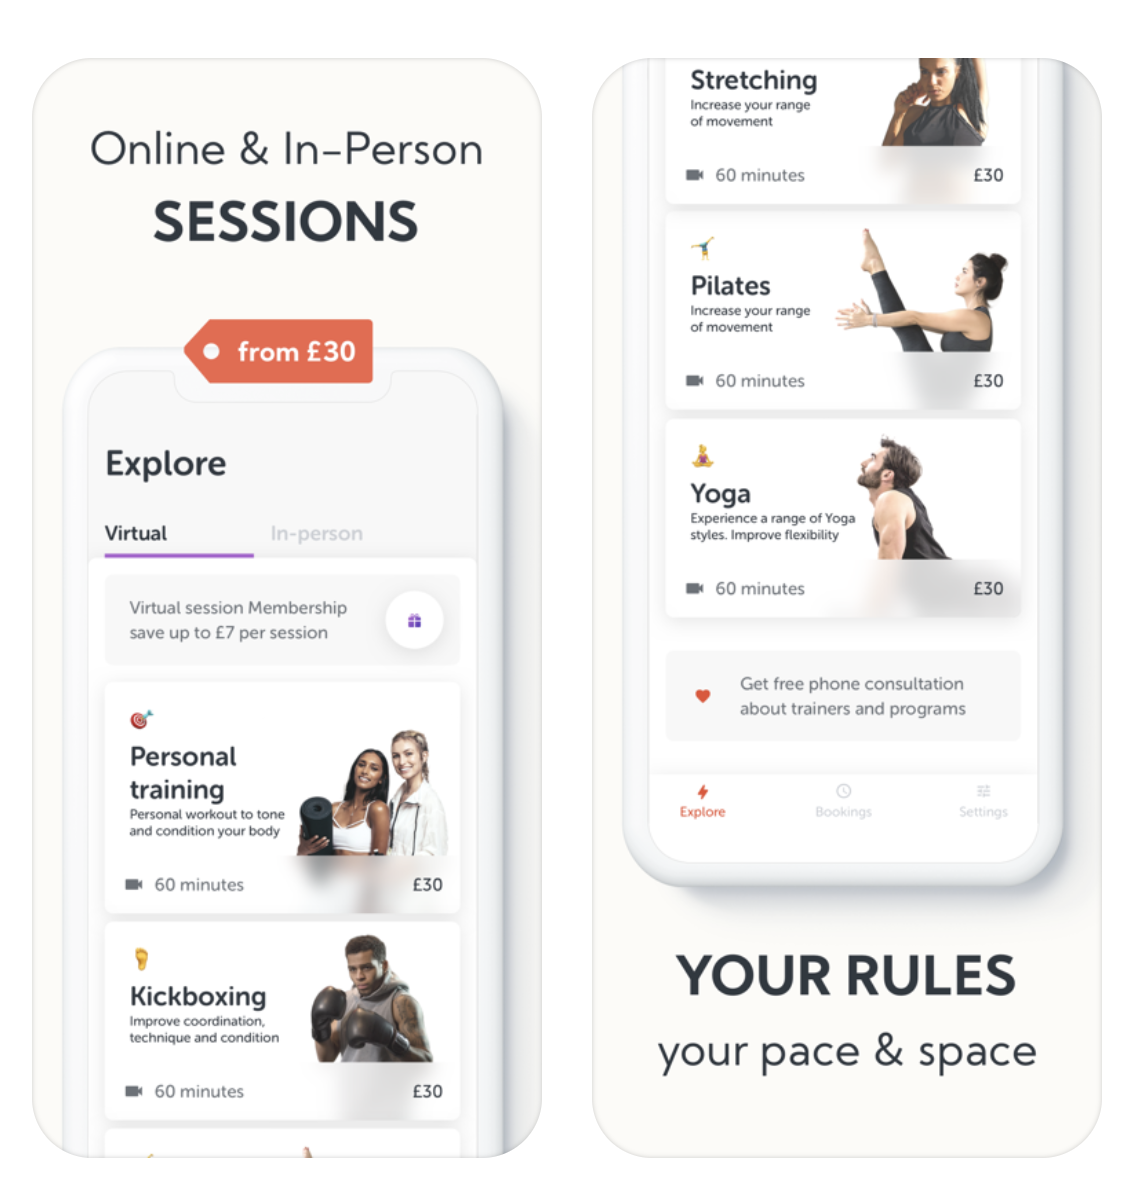 Online & In-Person
SESSIONS
from £30
Explore
Virtual
In-person
Virtual session Membership
save up to £7 per session
Personal
training
Personal workout to tone
and condition your body
60 minutes
£30
Kickboxing
Improve coordination,
technique and condition
60 minutes
£30
Stretching
Increase your range
of movement
60 minutes
£30
Pilates
Increase your range
of movement
60 minutes
£30
Yoga
Experience a range of Yoga
styles. Improve flexibility
60 minutes
£30
Get free phone consultation
about trainers and programs
Explore
Bookings
Settings
YOUR RULES
your pace & space